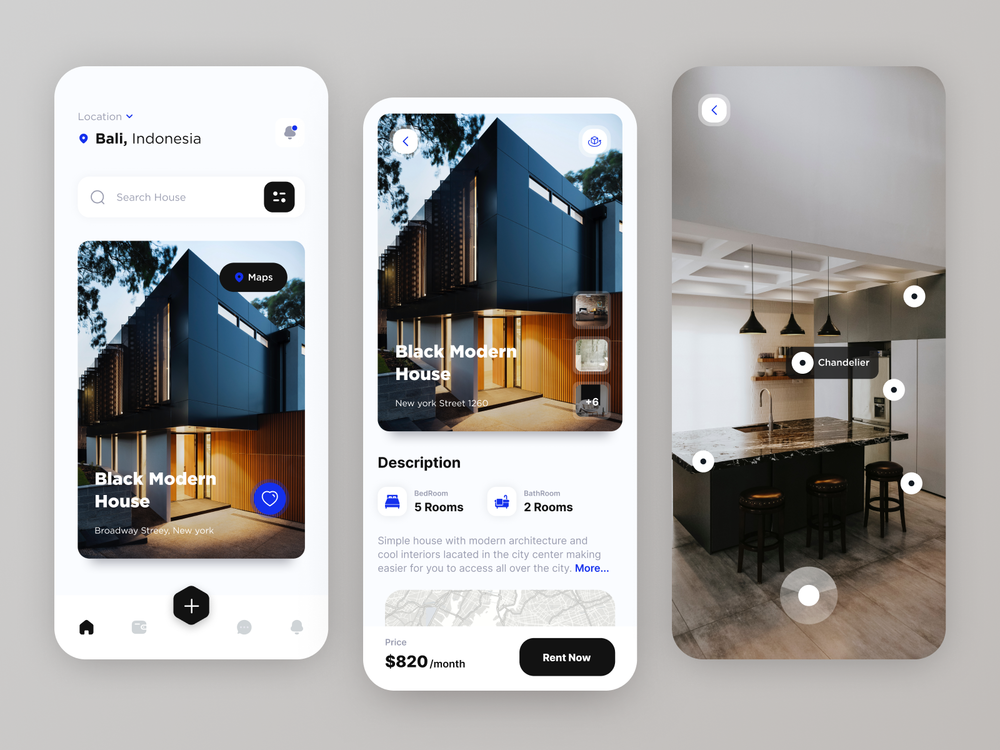 Location
Bali, Indonesia
Search House
Maps
Black Modern
House
Broadway Streey, New york
Black Modern
House
New york Street 1260
+6
Description
BedRoom
5 Rooms
BathRoom
2 Rooms
Simple house with modern architecture and
cool interiors lacated in the city center making
easier for you to access all over the city. More...
Price
$820/month
Rent Now
Chandelier